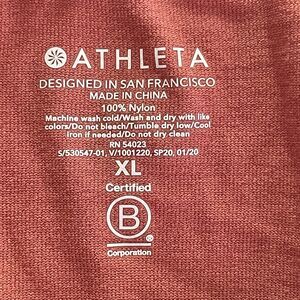 ATHLETA
DESIGNED IN SAN FRANCISCO
MADE IN CHINA
100% Nylon
Machine wash cold/Wash and dry with like
colors/Do not bleach/Tumble dry low/Cool
iron if needed/Do not dry clean
RN 54023
S/530547-01, V/1001220, SP20, 01/20
XL
Certified
B
Corporation